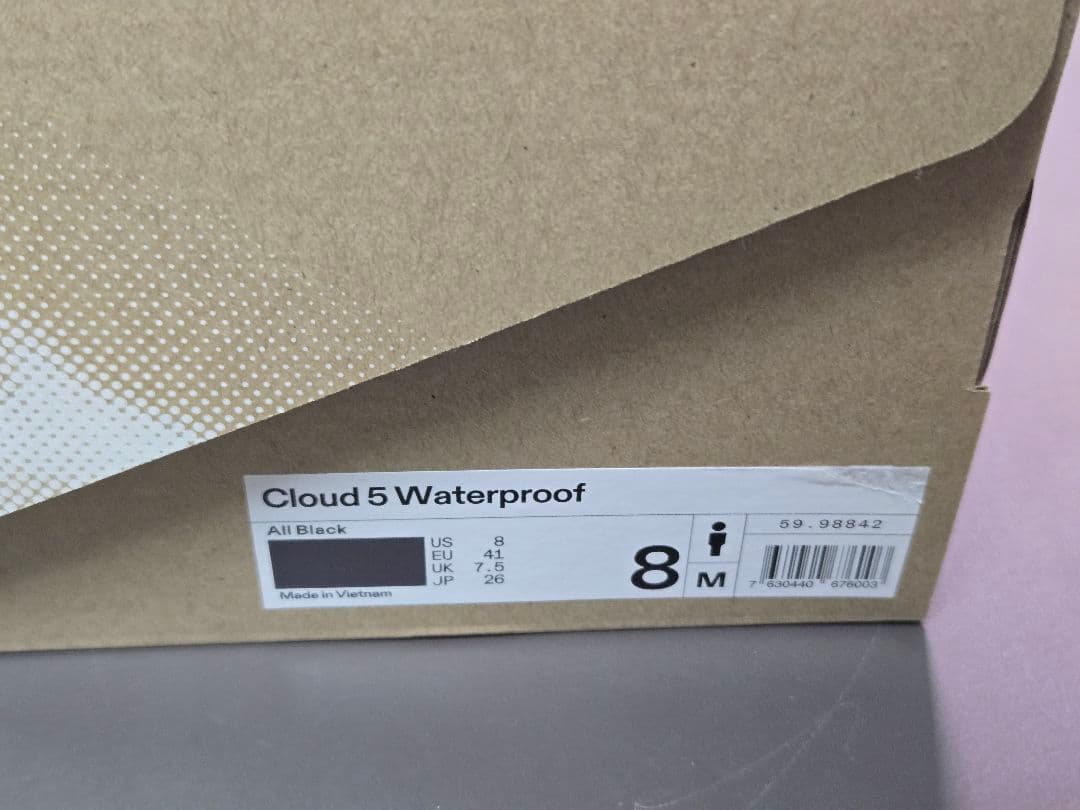 Cloud 5 Waterproof
All Black
US 8
EU 41
UK 7.5
JP 26
Made in Vietnam
8
M
59.98842
7 630440 676003